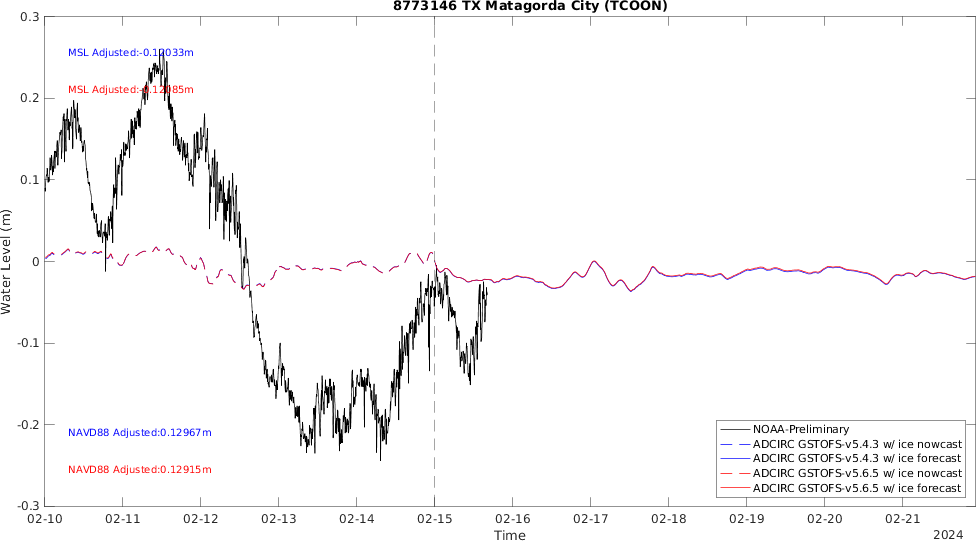 8773146 TX Matagorda City (TCOON)
0.3
0.2
0.1
0
-0.1
-0.2
-0.3
Water Level (m)
MSL Adjusted:-0.12033m
MSL Adjusted:-0.12085m
NAVD88 Adjusted:0.12967m
NAVD88 Adjusted:0.12915m
NOAA-Preliminary
ADCIRC GSTOFS-v5.4.3 w/ ice nowcast
ADCIRC GSTOFS-v5.4.3 w/ ice forecast
ADCIRC GSTOFS-v5.6.5 w/ ice nowcast
ADCIRC GSTOFS-v5.6.5 w/ ice forecast
02-10 02-11 02-12 02-13 02-14 02-15 02-16 02-17 02-18 02-19 02-20 02-21
Time
2024